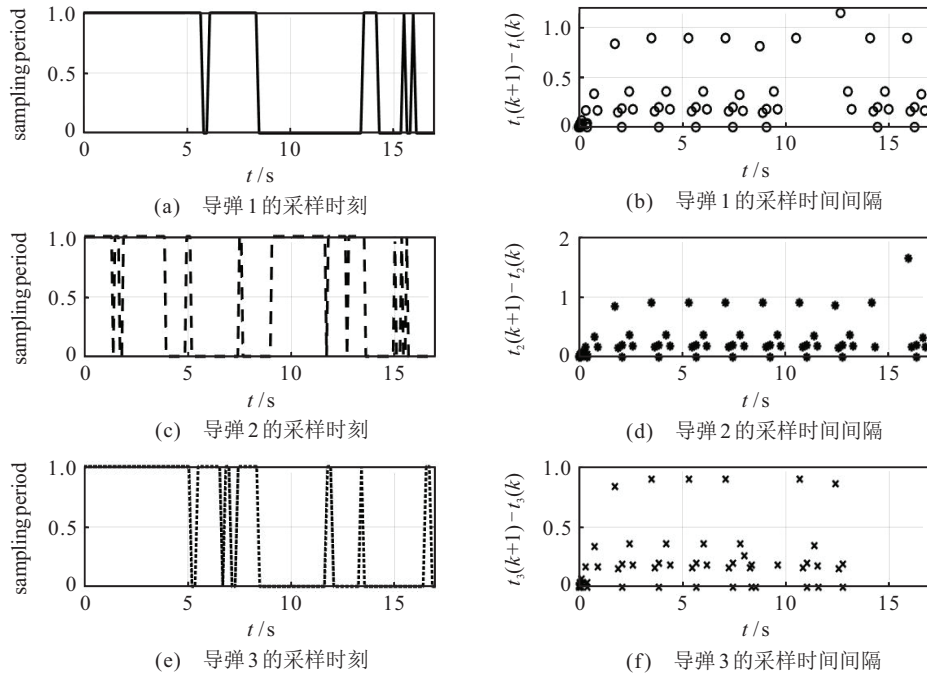 sampling period
1.0
0.5
0
0 5 10 15
t/s
(a) 导弹1的采样时刻
t₁(k+1)−t₁(k)
1.0
0.5
0
0 5 10 15
t/s
(b) 导弹1的采样时间间隔
sampling period
1.0
0.5
0
0 5 10 15
t/s
(c) 导弹2的采样时刻
t₂(k+1)−t₂(k)
2
1
0
0 5 10 15
t/s
(d) 导弹2的采样时间间隔
sampling period
1.0
0.5
0
0 5 10 15
t/s
(e) 导弹3的采样时刻
t₃(k+1)−t₃(k)
1.0
0.5
0
0 5 10 15
t/s
(f) 导弹3的采样时间间隔